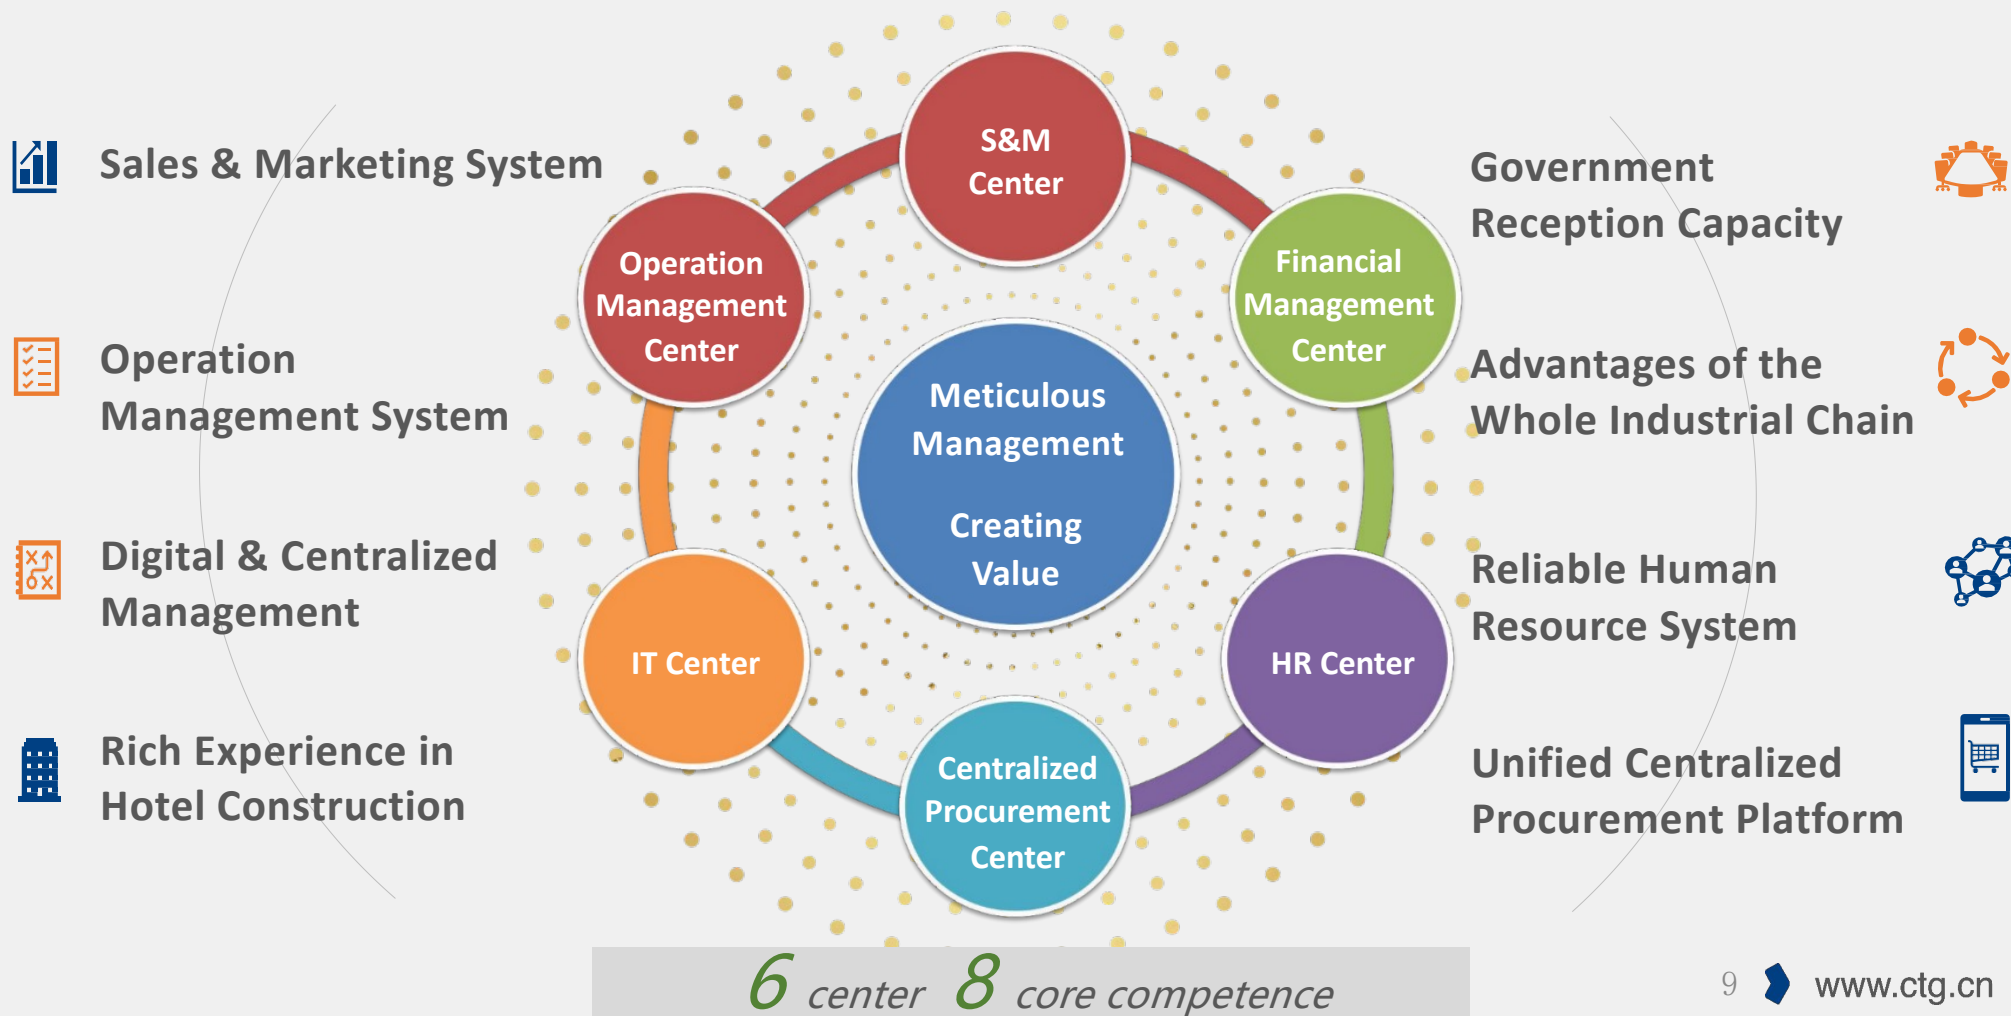 Sales & Marketing System
Operation
Management System
Digital & Centralized
Management
Rich Experience in
Hotel Construction
S&M
Center
Operation
Management
Center
Financial
Management
Center
Meticulous
Management
Creating
Value
IT Center
HR Center
Centralized
Procurement
Center
Government
Reception Capacity
Advantages of the
Whole Industrial Chain
Reliable Human
Resource System
Unified Centralized
Procurement Platform
6 center 8 core competence
9 www.ctg.cn